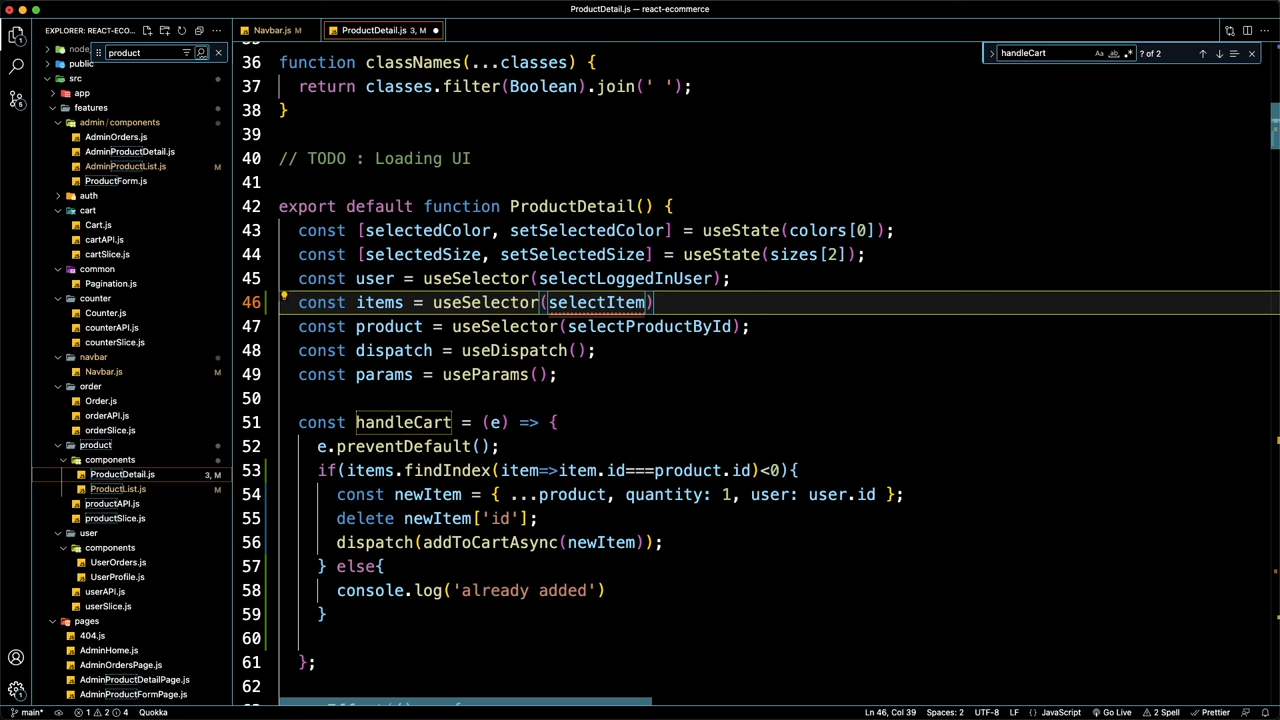 ProductDetail.js — react-ecommerce
EXPLORER: REACT-ECO...
Navbar.js M
ProductDetail.js 3, M
node
product
public
src
app
features
admin / components
AdminOrders.js
AdminProductDetail.js
AdminProductList.js M
ProductForm.js
auth
cart
Cart.js
cartAPI.js
cartSlice.js
common
Pagination.js
counter
Counter.js
counterAPI.js
counterSlice.js
navbar
Navbar.js M
order
Order.js
orderAPI.js
orderSlice.js
product
components
ProductDetail.js 3, M
ProductList.js M
productAPI.js
productSlice.js
user
components
UserOrders.js
UserProfile.js
userAPI.js
userSlice.js
pages
404.js
AdminHome.js
AdminOrdersPage.js
AdminProductDetailPage.js
AdminProductFormPage.js
handleCart Aa ab .* ? of 2
36 function classNames(...classes) {
37 return classes.filter(Boolean).join(' ');
38 }
39
40 // TODO : Loading UI
41
42 export default function ProductDetail() {
43 const [selectedColor, setSelectedColor] = useState(colors[0]);
44 const [selectedSize, setSelectedSize] = useState(sizes[2]);
45 const user = useSelector(selectLoggedInUser);
46 const items = useSelector(selectItem)
47 const product = useSelector(selectProductById);
48 const dispatch = useDispatch();
49 const params = useParams();
50
51 const handleCart = (e) => {
52 e.preventDefault();
53 if(items.findIndex(item=>item.id===product.id)<0){
54 const newItem = { ...product, quantity: 1, user: user.id };
55 delete newItem['id'];
56 dispatch(addToCartAsync(newItem));
57 } else{
58 console.log('already added')
59 }
60
61 };
62
main* 1 2 4 Quokka
Ln 46, Col 39 Spaces: 2 UTF-8 LF { } JavaScript Go Live 2 Spell Prettier